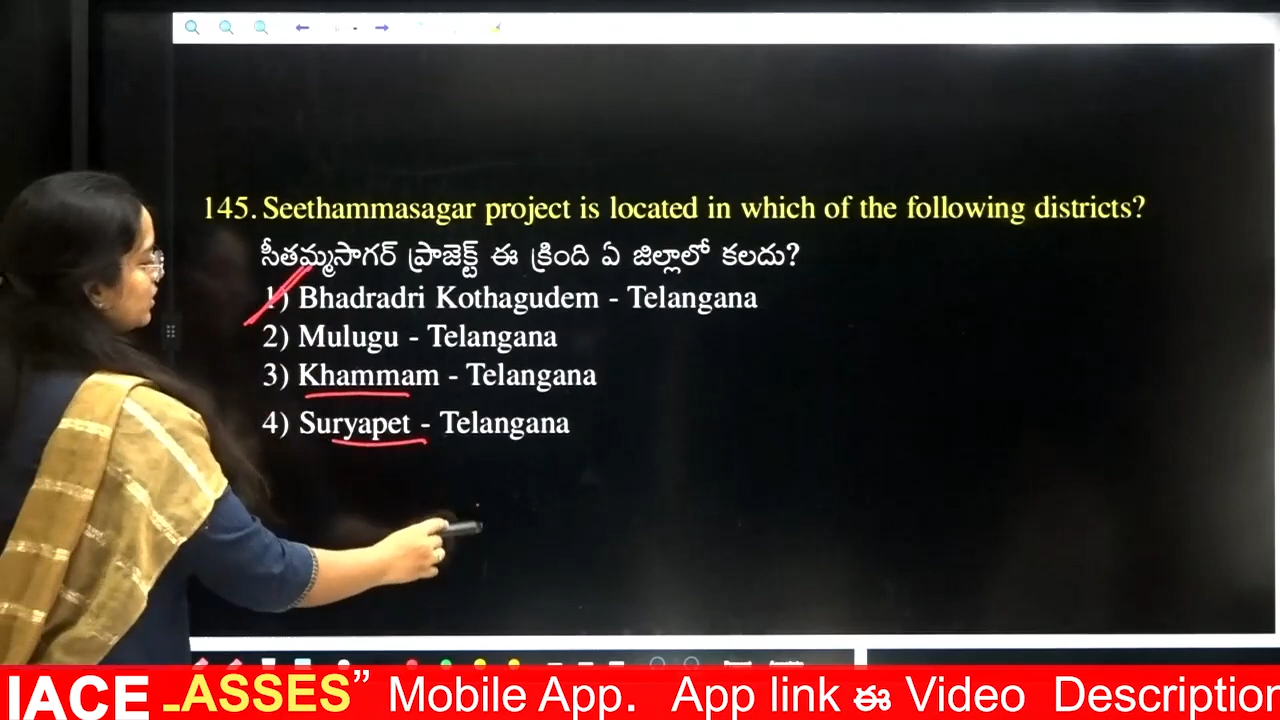 145. Seethammasagar project is located in which of the following districts?
సీతమ్మసాగర్ ప్రాజెక్ట్ ఈ క్రింది ఏ జిల్లాలో కలదు?
1) Bhadradri Kothagudem - Telangana
2) Mulugu - Telangana
3) Khammam - Telangana
4) Suryapet - Telangana
IACE ASSES” Mobile App. App link ఈ Video Description